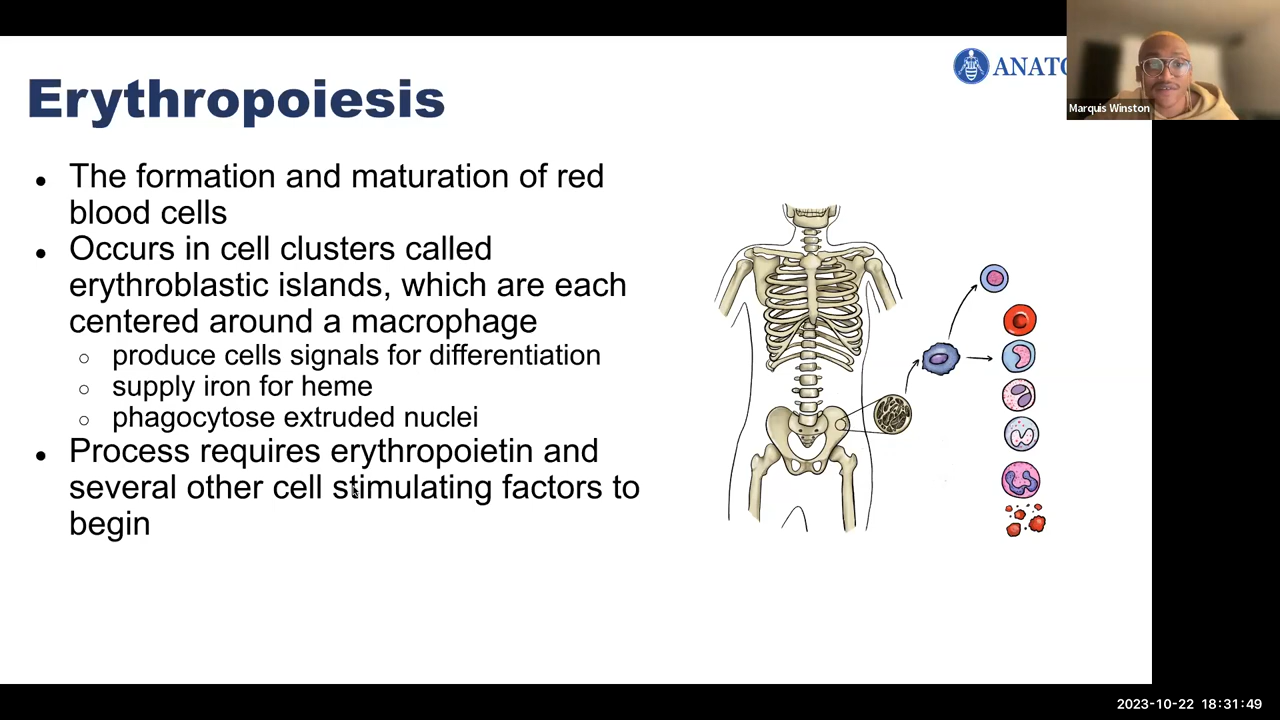 ANATO
Marquis Winston
Erythropoiesis
● The formation and maturation of red
blood cells
● Occurs in cell clusters called
erythroblastic islands, which are each
centered around a macrophage
○ produce cells signals for differentiation
○ supply iron for heme
○ phagocytose extruded nuclei
● Process requires erythropoietin and
several other cell stimulating factors to
begin
2023-10-22 18:31:49